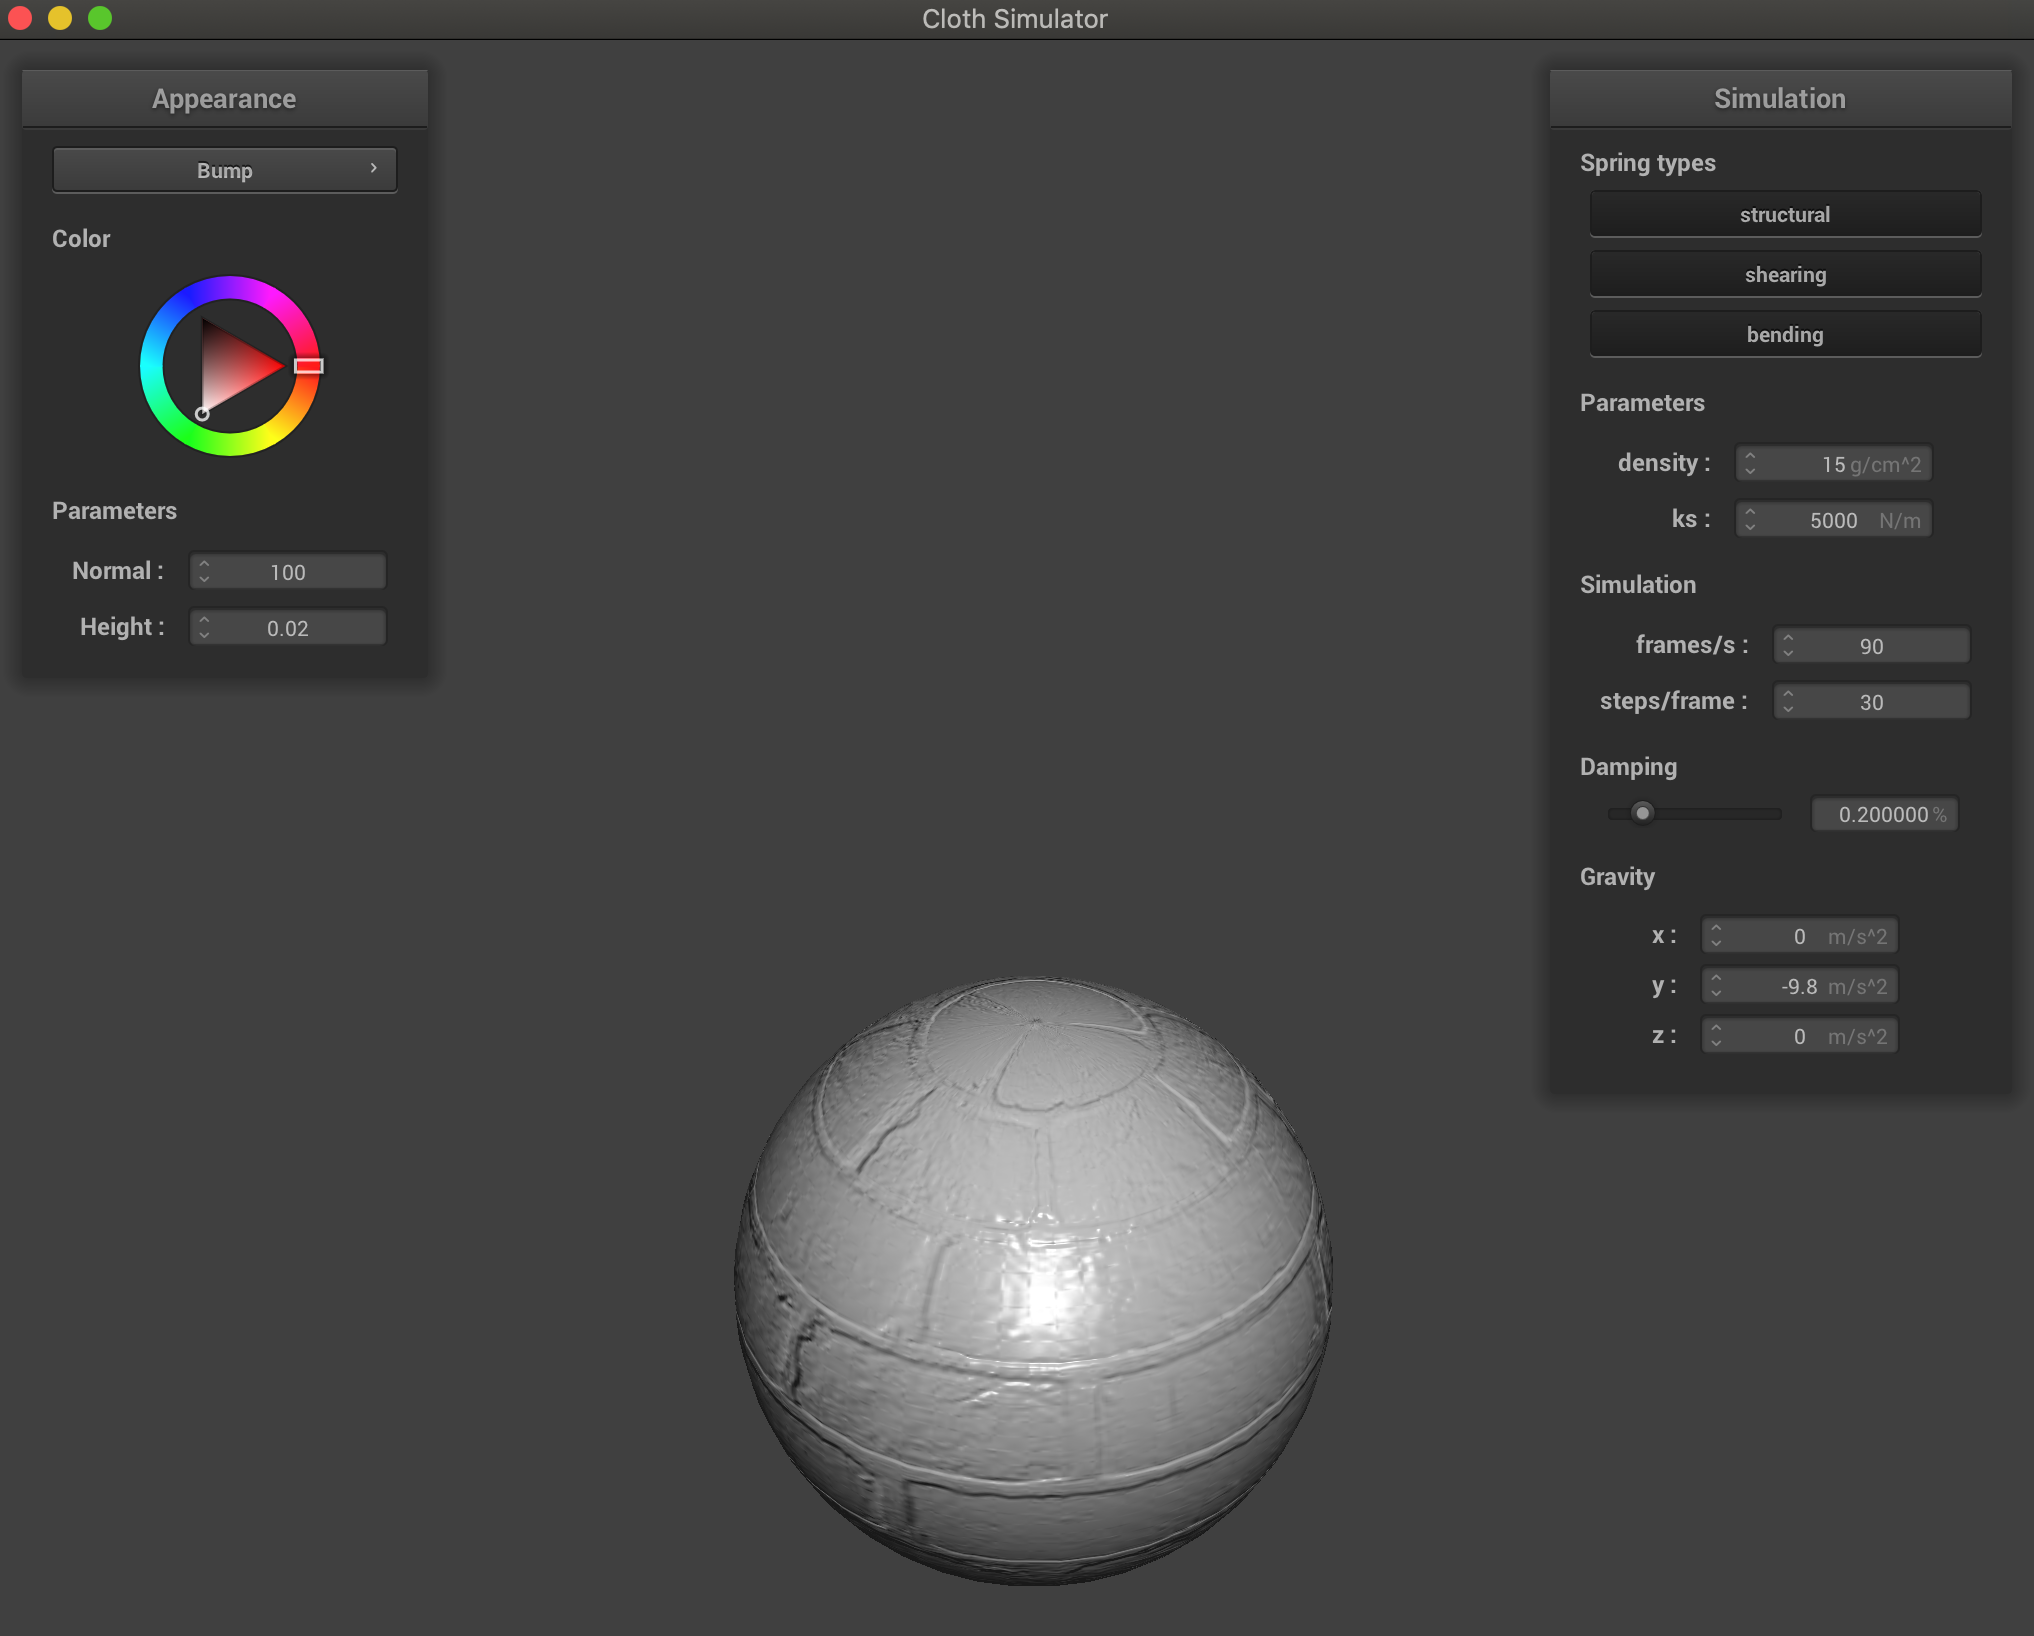 Cloth Simulator
Appearance
Bump
Color
Parameters
Normal : 100
Height : 0.02
Simulation
Spring types
structural
shearing
bending
Parameters
density : 15 g/cm^2
ks : 5000 N/m
Simulation
frames/s : 90
steps/frame : 30
Damping
0.200000 %
Gravity
x : 0 m/s^2
y : -9.8 m/s^2
z : 0 m/s^2